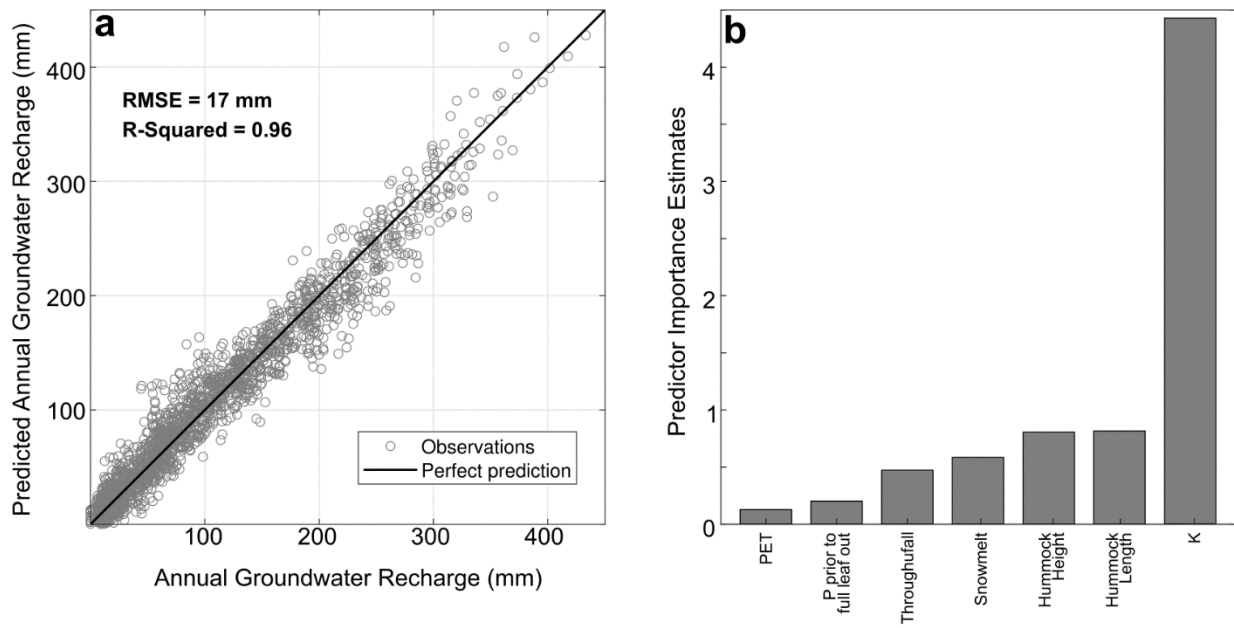 a
Predicted Annual Groundwater Recharge (mm)
400
300
200
100
RMSE = 17 mm
R-Squared = 0.96
Observations
Perfect prediction
100 200 300 400
Annual Groundwater Recharge (mm)
b
Predictor Importance Estimates
4
3
2
1
0
PET
P prior to
full leaf out
Throughufall
Snowmelt
Hummock
Height
Hummock
Length
K